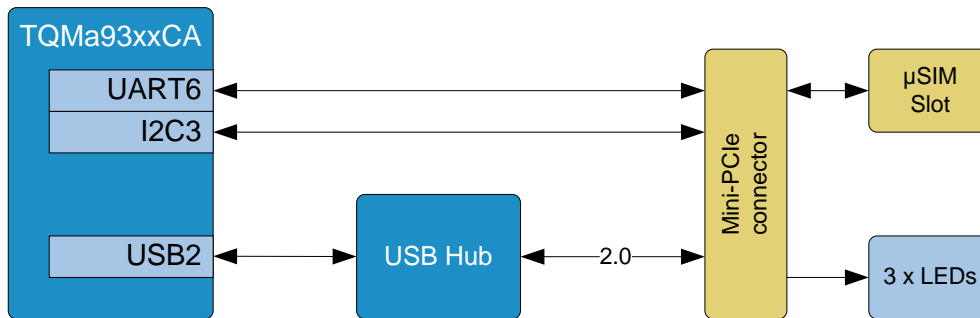 TQMa93xxCA
UART6
I2C3
USB2
USB Hub
2.0
Mini-PCIe
connector
µSIM
Slot
3 x LEDs